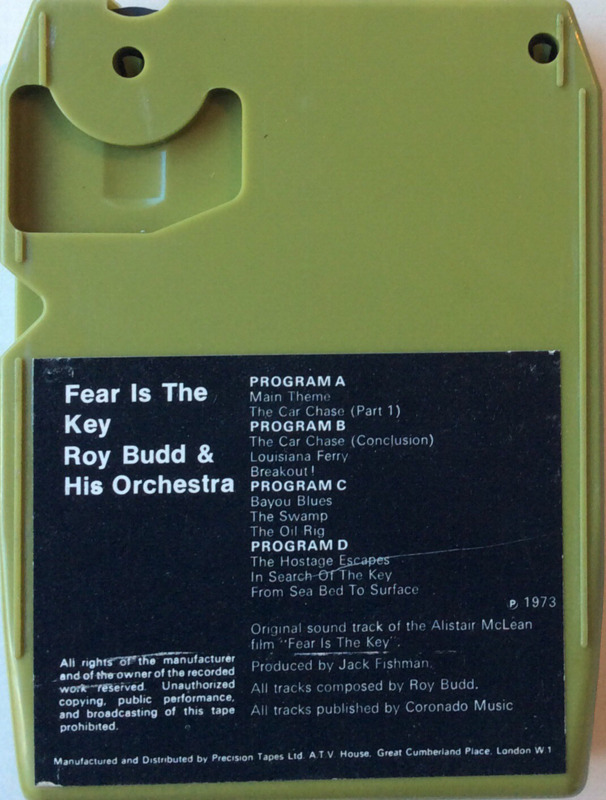 Fear Is The
Key
Roy Budd &
His Orchestra
PROGRAM A
Main Theme
The Car Chase (Part 1)
PROGRAM B
The Car Chase (Conclusion)
Louisiana Ferry
Breakout!
PROGRAM C
Bayou Blues
The Swamp
The Oil Rig
PROGRAM D
The Hostage Escapes
In Search Of The Key
From Sea Bed To Surface
℗ 1973
Original sound track of the Alistair McLean
film "Fear Is The Key".
Produced by Jack Fishman.
All tracks composed by Roy Budd.
All tracks published by Coronado Music
All rights of the manufacturer
and of the owner of the recorded
work reserved. Unauthorized
copying, public performance,
and broadcasting of this tape
prohibited.
Manufactured and Distributed by Precision Tapes Ltd. A.T.V. House, Great Cumberland Place, London W1